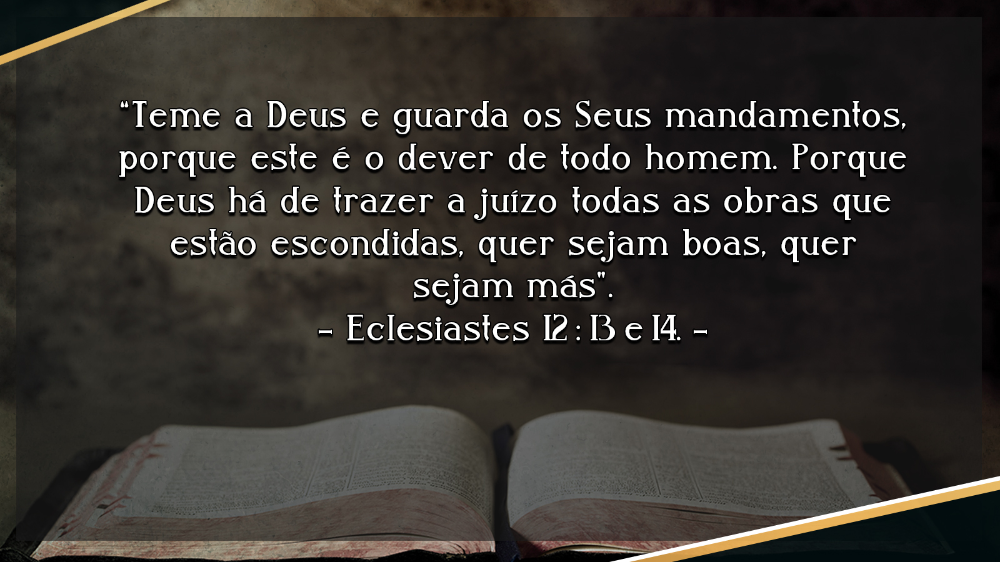 “Teme a Deus e guarda os Seus mandamentos,
porque este é o dever de todo homem. Porque
Deus há de trazer a juízo todas as obras que
estão escondidas, quer sejam boas, quer
sejam más".
- Eclesiastes 12 : 13 e 14. -